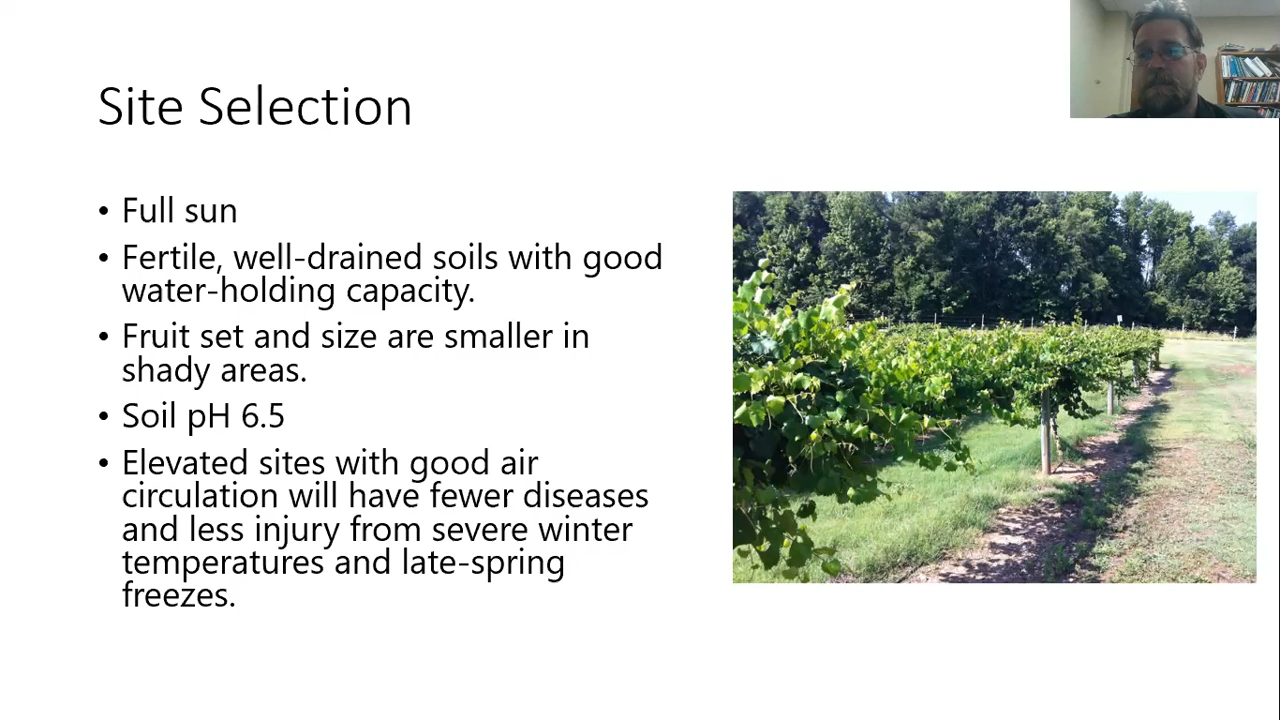 Site Selection
• Full sun
• Fertile, well-drained soils with good
water-holding capacity.
• Fruit set and size are smaller in
shady areas.
• Soil pH 6.5
• Elevated sites with good air
circulation will have fewer diseases
and less injury from severe winter
temperatures and late-spring
freezes.